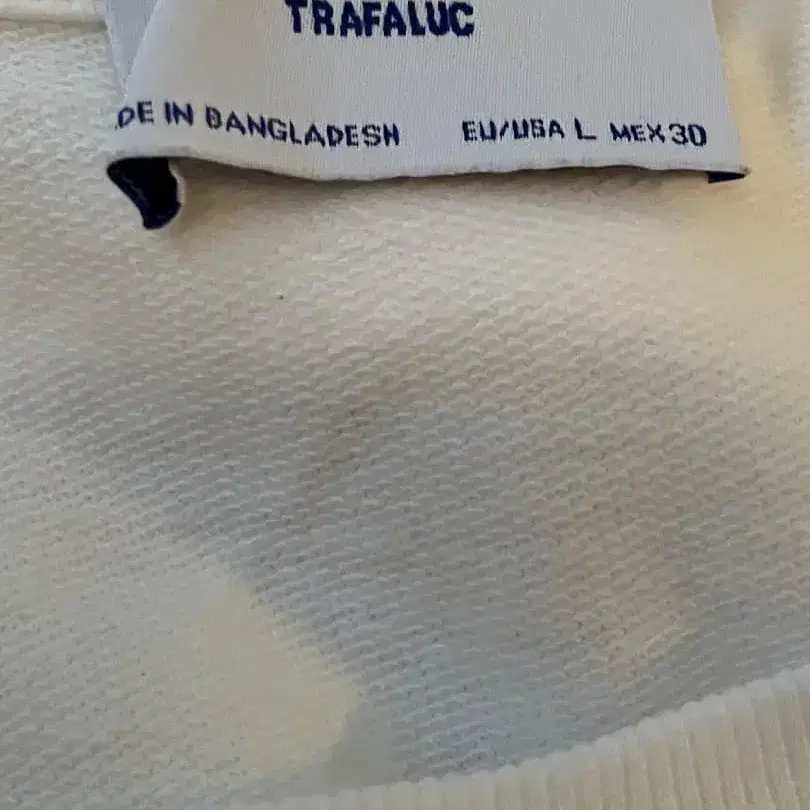 TRAFALUC
DE IN BANGLADESH EU/USA L MEX 30